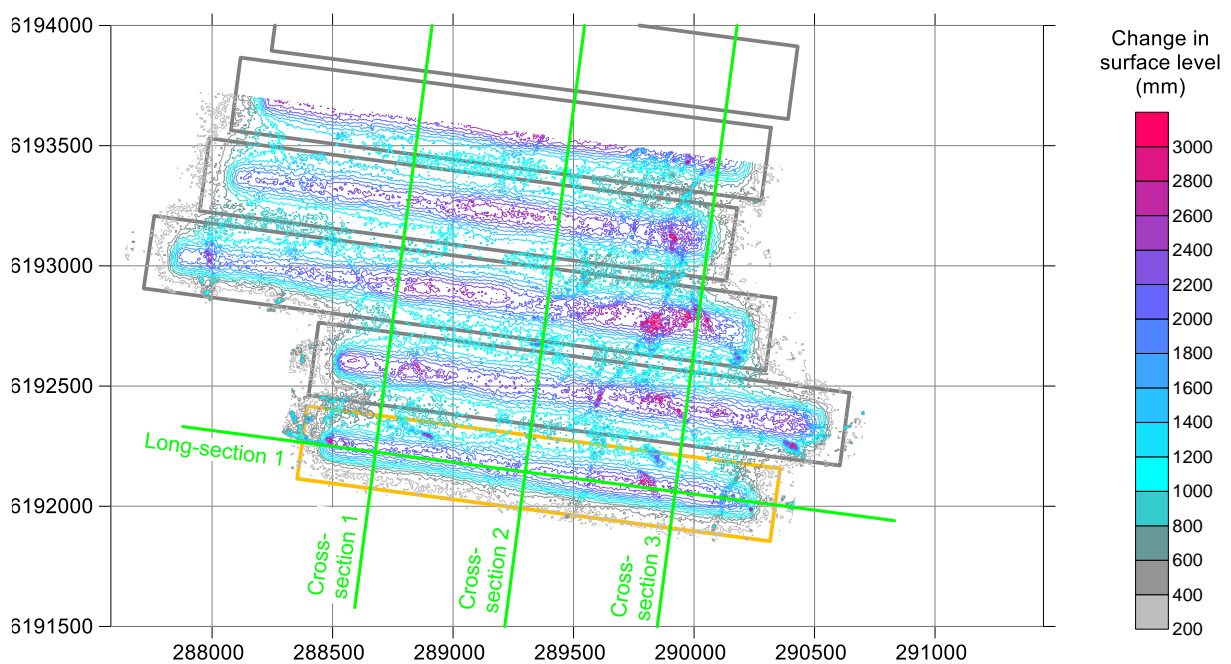 6194000
6193500
6193000
6192500
6192000
6191500
288000
288500
289000
289500
290000
290500
291000
Long-section 1
Cross-
section 1
Cross-
section 2
Cross-
section 3
Change in
surface level
(mm)
3000
2800
2600
2400
2200
2000
1800
1600
1400
1200
1000
800
600
400
200